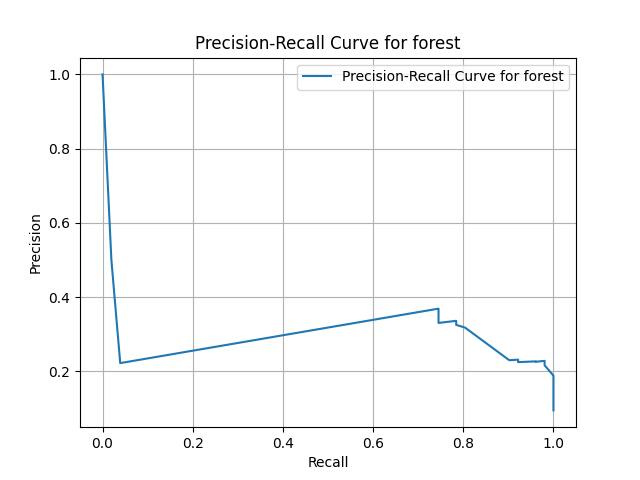 Precision-Recall Curve for forest
Precision-Recall Curve for forest
1.0
0.8
0.6
0.4
0.2
Precision
0.0 0.2 0.4 0.6 0.8 1.0
Recall